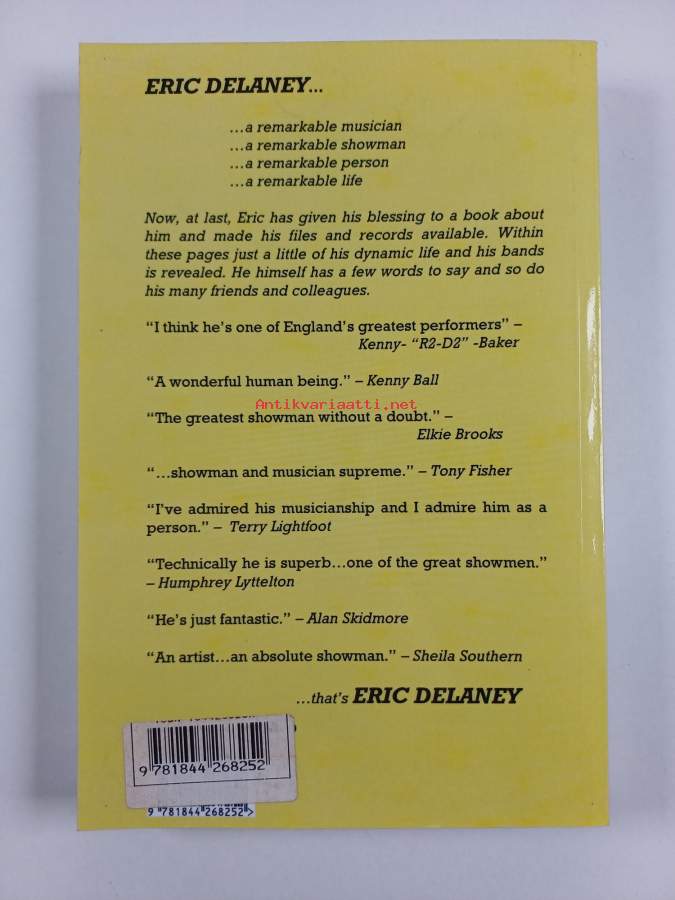 ERIC DELANEY...
...a remarkable musician
...a remarkable showman
...a remarkable person
...a remarkable life
Now, at last, Eric has given his blessing to a book about
him and made his files and records available. Within
these pages just a little of his dynamic life and his bands
is revealed. He himself has a few words to say and so do
his many friends and colleagues.
“I think he’s one of England’s greatest performers” –
Kenny- “R2-D2” -Baker
“A wonderful human being.” – Kenny Ball
Antikvariaatti.net
“The greatest showman without a doubt.” –
Elkie Brooks
“...showman and musician supreme.” – Tony Fisher
“I’ve admired his musicianship and I admire him as a
person.” – Terry Lightfoot
“Technically he is superb...one of the great showmen.”
– Humphrey Lyttelton
“He’s just fantastic.” – Alan Skidmore
“An artist...an absolute showman.” – Sheila Southern
...that’s ERIC DELANEY
9 781844 268252
9 781844 268252 >